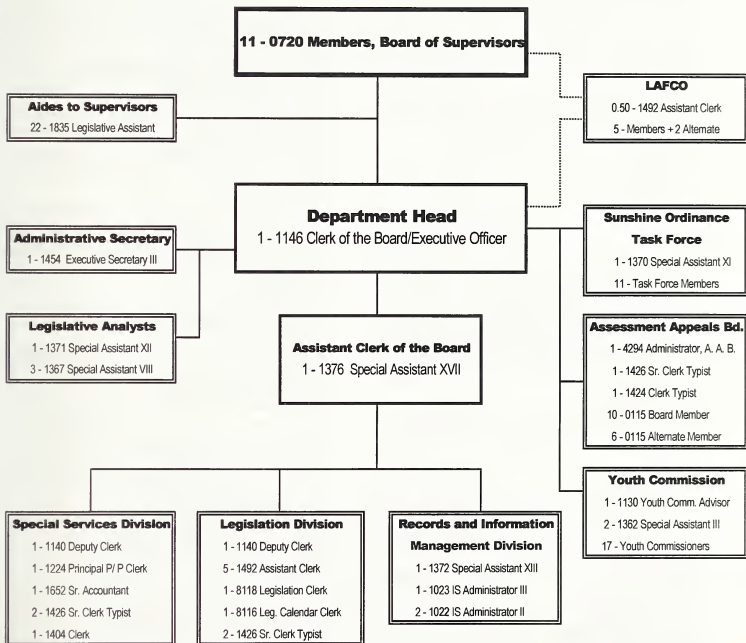 11 - 0720 Members, Board of Supervisors
LAFCO
0.50 - 1492 Assistant Clerk
5 - Members + 2 Alternate
Aides to Supervisors
22 - 1835 Legislative Assistant
Department Head
1 - 1146 Clerk of the Board/Executive Officer
Sunshine Ordinance
Task Force
1 - 1370 Special Assistant XI
11 - Task Force Members
Administrative Secretary
1 - 1454 Executive Secretary III
Legislative Analysts
1 - 1371 Special Assistant XII
3 - 1367 Special Assistant VIII
Assistant Clerk of the Board
1 - 1376 Special Assistant XVII
Assessment Appeals Bd.
1 - 4294 Administrator, A. A. B.
1 - 1426 Sr. Clerk Typist
1 - 1424 Clerk Typist
10 - 0115 Board Member
6 - 0115 Alternate Member
Youth Commission
1 - 1130 Youth Comm. Advisor
2 - 1362 Special Assistant III
17 - Youth Commissioners
Special Services Division
1 - 1140 Deputy Clerk
1 - 1224 Principal P/ P Clerk
1 - 1652 Sr. Accountant
2 - 1426 Sr. Clerk Typist
1 - 1404 Clerk
Legislation Division
1 - 1140 Deputy Clerk
5 - 1492 Assistant Clerk
1 - 8118 Legislation Clerk
1 - 8116 Leg. Calendar Clerk
2 - 1426 Sr. Clerk Typist
Records and Information
Management Division
1 - 1372 Special Assistant XIII
1 - 1023 IS Administrator III
2 - 1022 IS Administrator II